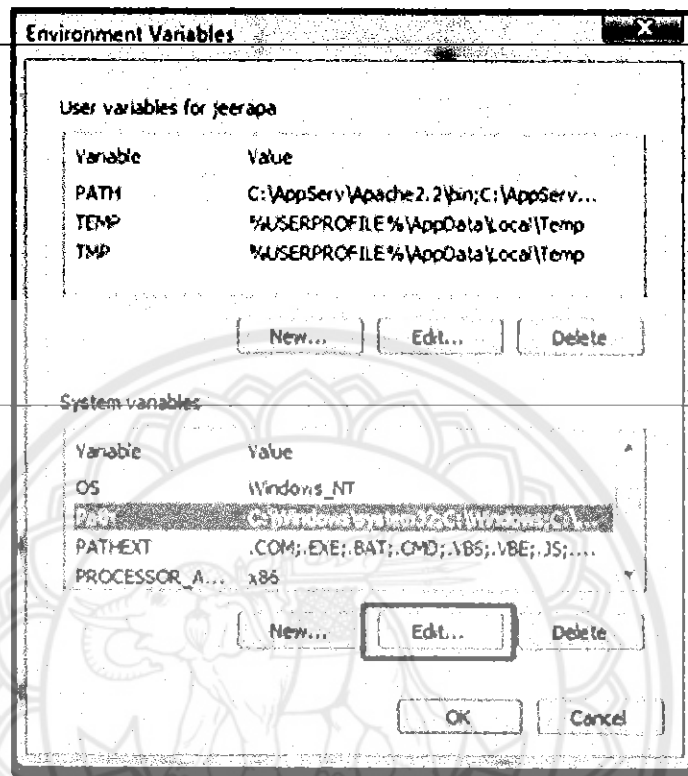 Environment Variables
User variables for jeerapa
Variable Value
PATH C:\AppServ\Apache2.2\bin;C:\AppServ...
TEMP %USERPROFILE%\AppData\Local\Temp
TMP %USERPROFILE%\AppData\Local\Temp
New... Edit... Delete
System variables
Variable Value
OS Windows_NT
PATHEXT .COM;.EXE;.BAT;.CMD;.VBS;.VBE;.JS;....
PROCESSOR_A... x86
New... Edit... Delete
OK Cancel